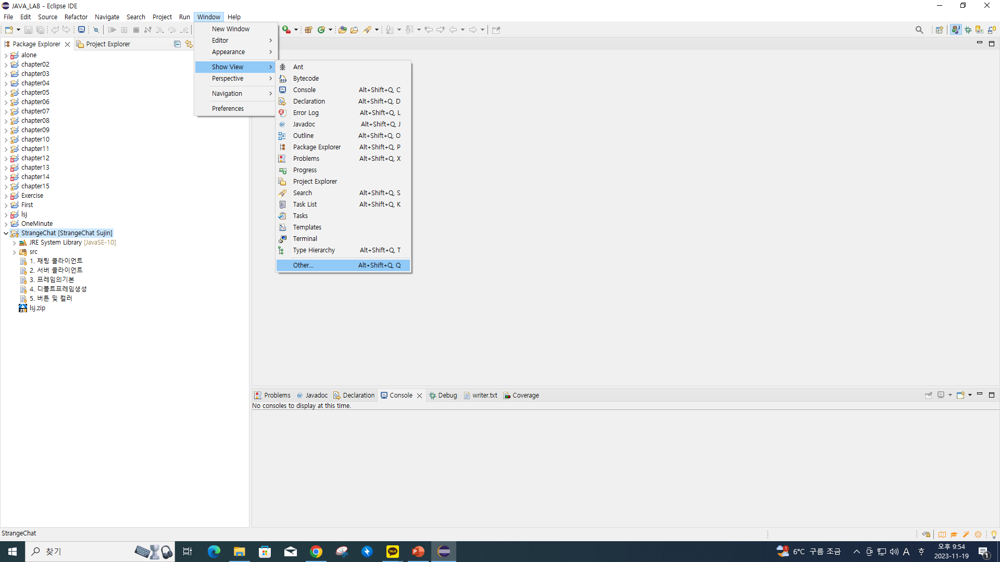 JAVA_LAB - Eclipse IDE
File Edit Source Refactor Navigate Search Project Run Window Help
Package Explorer Project Explorer
alone
chapter02
chapter03
chapter04
chapter05
chapter06
chapter07
chapter08
chapter09
chapter10
chapter11
chapter12
chapter13
chapter14
chapter15
Exercise
First
lsj
OneMinute
StrangeChat [StrangeChat Sujin]
JRE System Library [JavaSE-10]
src
1. 채팅 클라이언트
2. 서버 클라이언트
3. 프레임의기본
4. 디폴트프레임생성
5. 버튼 및 컬러
lsj.zip
New Window
Editor
Appearance
Show View
Perspective
Navigation
Preferences
Ant
Bytecode
Console Alt+Shift+Q, C
Declaration Alt+Shift+Q, D
Error Log Alt+Shift+Q, L
Javadoc Alt+Shift+Q, J
Outline Alt+Shift+Q, O
Package Explorer Alt+Shift+Q, P
Problems Alt+Shift+Q, X
Progress
Project Explorer
Search Alt+Shift+Q, S
Task List Alt+Shift+Q, K
Tasks
Templates
Terminal
Type Hierarchy Alt+Shift+Q, T
Other... Alt+Shift+Q, Q
Problems Javadoc Declaration Console Debug writer.txt Coverage
No consoles to display at this time.
StrangeChat
찾기
TALK
1
6°C 구름 조금
A
오후 9:54
2023-11-19
1